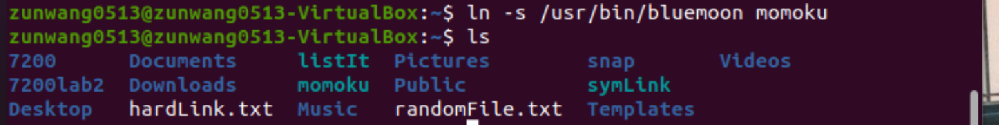 zunwang0513@zunwang0513-VirtualBox:~$ ln -s /usr/bin/bluemoon momoku
zunwang0513@zunwang0513-VirtualBox:~$ ls
7200 Documents listIt Pictures snap Videos
7200lab2 Downloads momoku Public symLink
Desktop hardLink.txt Music randomFile.txt Templates